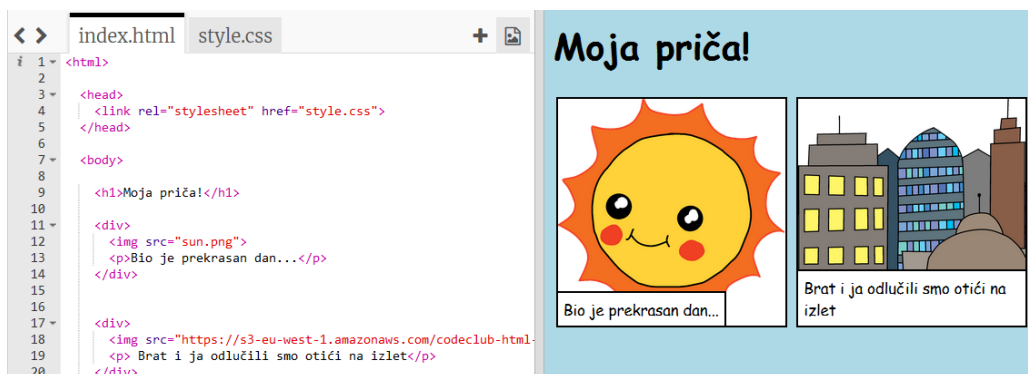 index.html style.css
i 1 <html>
2
3 <head>
4 <link rel="stylesheet" href="style.css">
5 </head>
6
7 <body>
8
9 <h1>Moja priča!</h1>
10
11 <div>
12 <img src="sun.png">
13 <p>Bio je prekrasan dan...</p>
14 </div>
15
16
17 <div>
18 <img src="https://s3-eu-west-1.amazonaws.com/codeclub-html-
19 <p> Brat i ja odlučili smo otići na izlet</p>
20 </div>
Moja priča!
Bio je prekrasan dan...
Brat i ja odlučili smo otići na
izlet